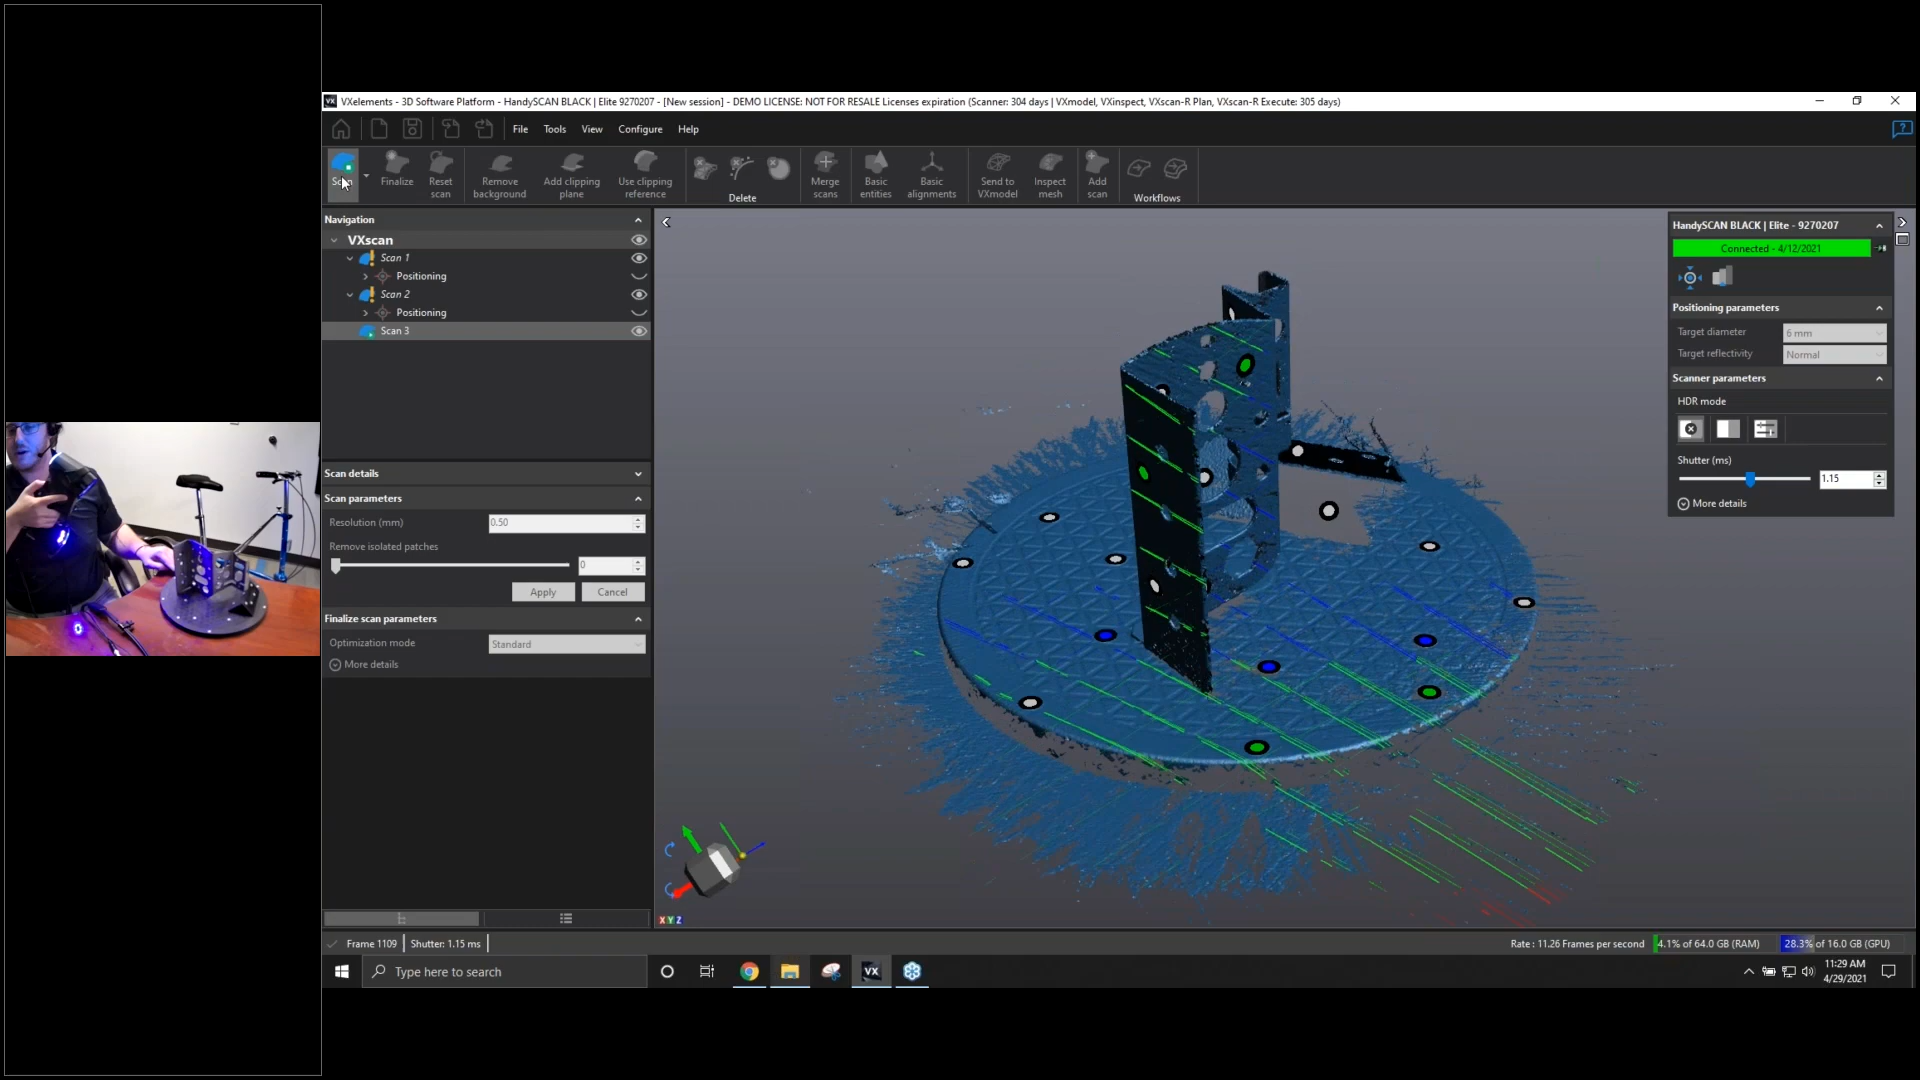 VXelements - 3D Software Platform - HandySCAN BLACK | Elite 9270207 - [New session] - DEMO LICENSE: NOT FOR RESALE Licenses expiration (Scanner: 304 days | VXmodel, VXinspect, VXscan-R Plan, VXscan-R Execute: 305 days)
File Tools View Configure Help
Scan
Finalize
Reset scan
Remove background
Add clipping plane
Use clipping reference
Delete
Merge scans
Basic entities
Basic alignments
Send to VXmodel
Inspect mesh
Add scan
Workflows
Navigation
VXscan
Scan 1
Positioning
Scan 2
Positioning
Scan 3
Scan details
Scan parameters
Resolution (mm) 0.50
Remove isolated patches
0
Apply Cancel
Finalize scan parameters
Optimization mode Standard
More details
HandySCAN BLACK | Elite - 9270207
Connected - 4/12/2021
Positioning parameters
Target diameter 6 mm
Target reflectivity Normal
Scanner parameters
HDR mode
Shutter (ms)
1.15
More details
X Y Z
Frame 1109 Shutter: 1.15 ms Rate : 11.26 Frames per second 4.1% of 64.0 GB (RAM) 28.3% of 16.0 GB (GPU)
Type here to search
VX
11:29 AM
4/29/2021